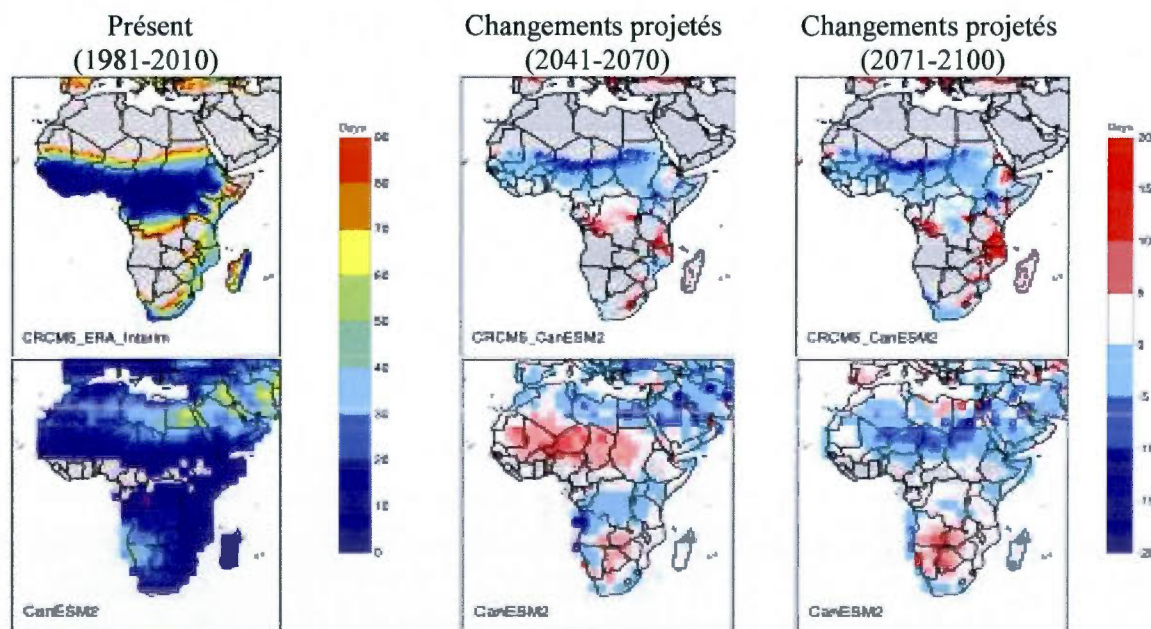 Présent
(1981-2010)
Changements projetés
(2041-2070)
Changements projetés
(2071-2100)
Days
CRCM5_ERA_Interim
CRCM5_CanESM2
CRCM5_CanESM2
Days
90
80
70
60
50
40
30
20
10
0
20
15
10
5
0
-5
-10
-15
-20
CanESM2
CanESM2
CanESM2